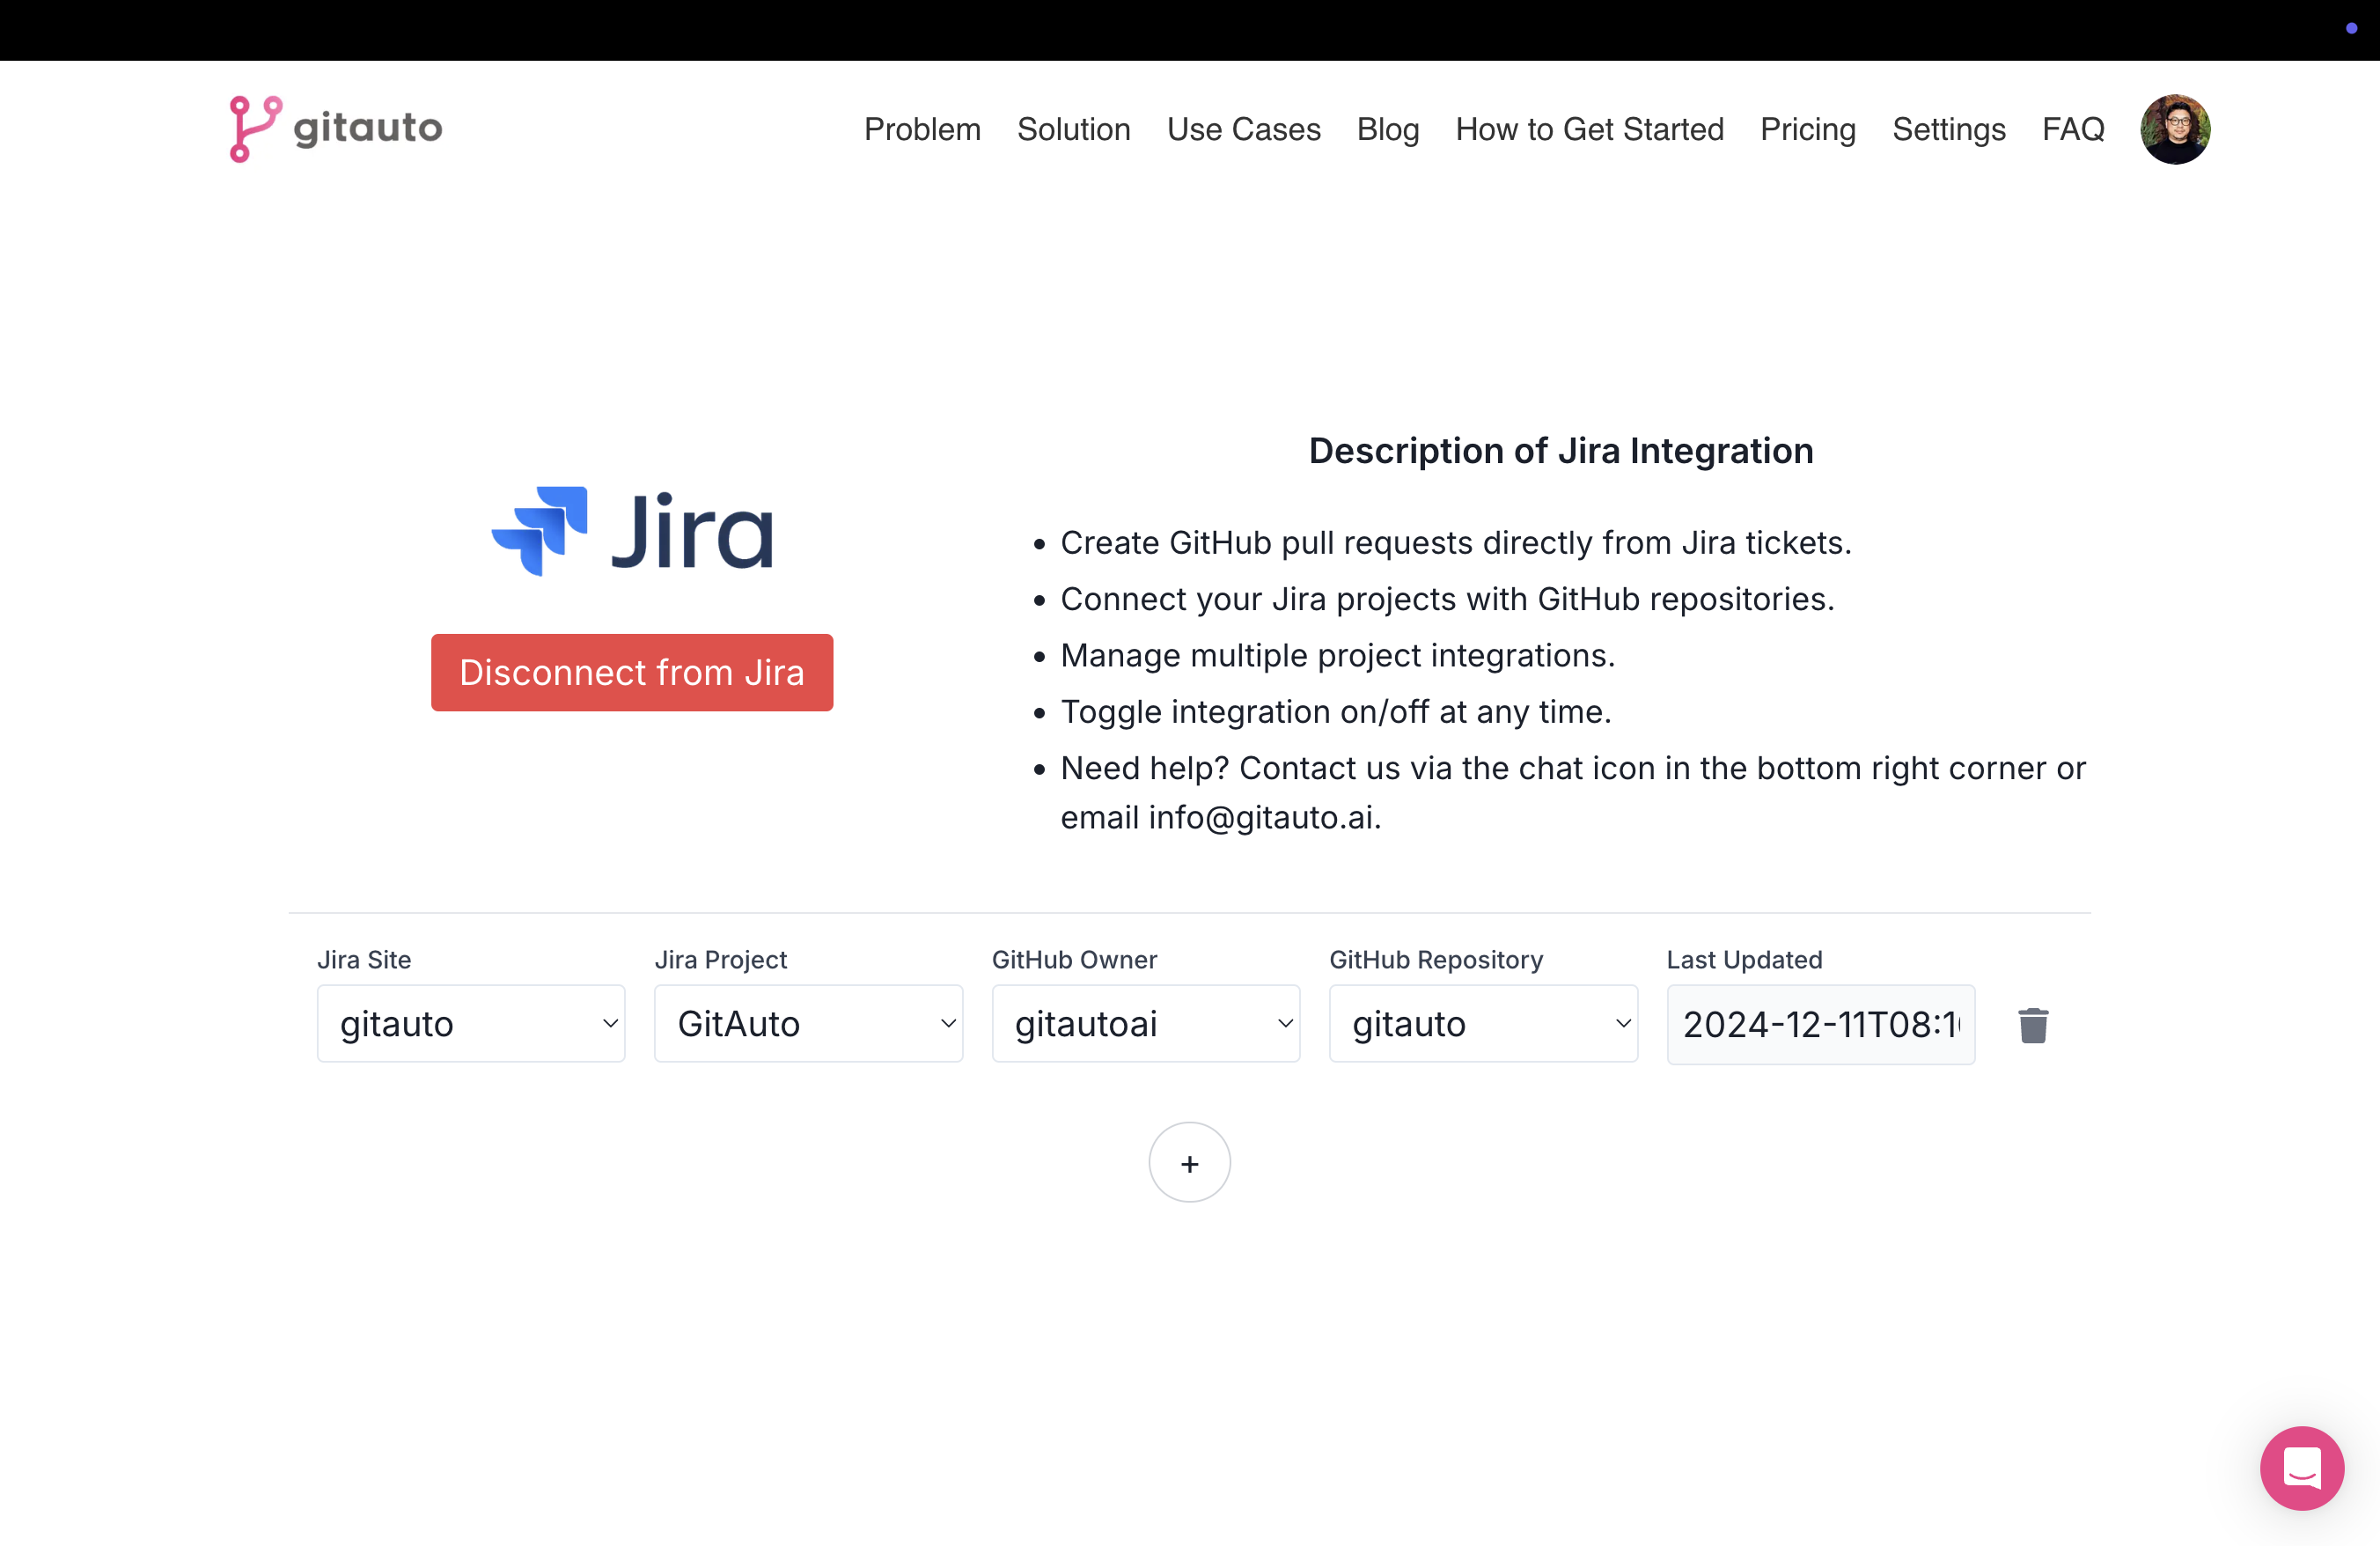 gitauto
Problem
Solution
Use Cases
Blog
How to Get Started
Pricing
Settings
FAQ
Jira
Disconnect from Jira
Description of Jira Integration
Create GitHub pull requests directly from Jira tickets.
Connect your Jira projects with GitHub repositories.
Manage multiple project integrations.
Toggle integration on/off at any time.
Need help? Contact us via the chat icon in the bottom right corner or
email info@gitauto.ai.
Jira Site
Jira Project
GitHub Owner
GitHub Repository
Last Updated
gitauto
GitAuto
gitautoai
gitauto
2024-12-11T08:1
+